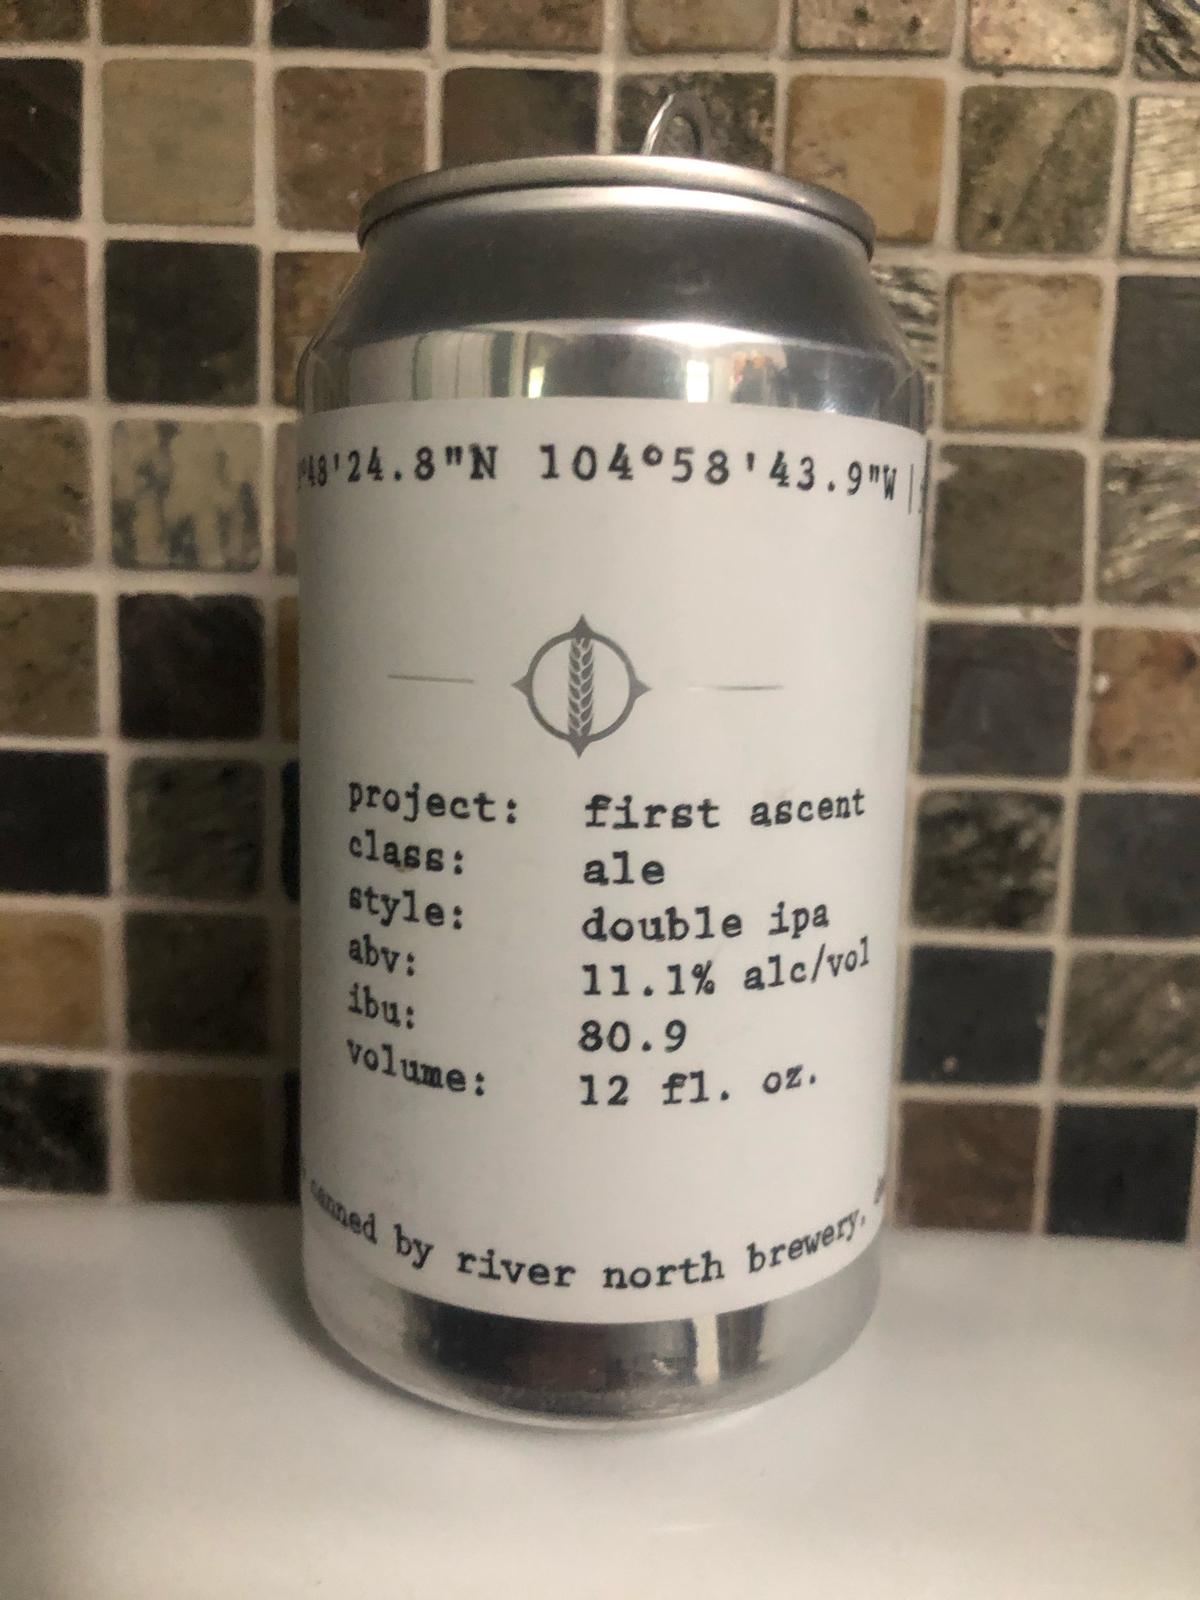 °48'24.8"N 104°58'43.9"W |
project: first ascent
class: ale
style: double ipa
abv: 11.1% alc/vol
ibu: 80.9
volume: 12 fl. oz.
canned by river north brewery,